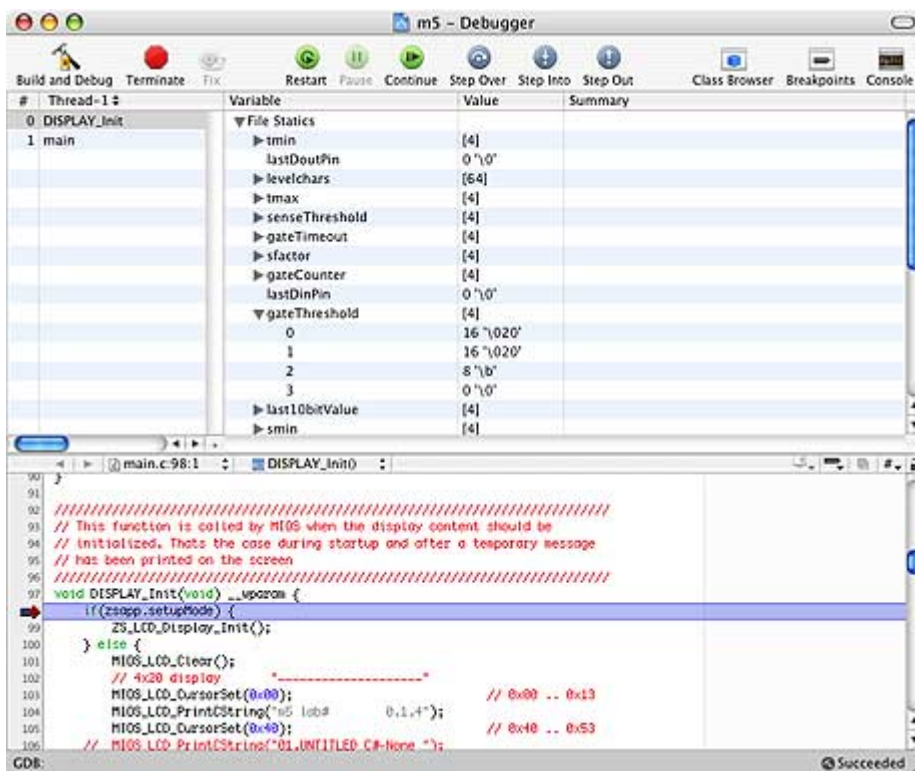 m5 – Debugger
Build and Debug Terminate Fix Restart Pause Continue Step Over Step Into Step Out Class Browser Breakpoints Console
# Thread-1 Variable Value Summary
0 DISPLAY_Init File Statics
1 main tmin [4]
lastDoutPin 0 '\0'
levelchars [64]
tmax [4]
senseThreshold [4]
gateTimeout [4]
sfactor [4]
gateCounter [4]
lastDinPin 0 '\0'
gateThreshold [4]
0 16 '\020'
1 16 '\020'
2 8 '\b'
3 0 '\0'
last10bitValue [4]
smin [4]
main.c:98:1 DISPLAY_Init()
90 }
91
92 ////////////////////////////////////////////////////////////////////////////
93 // This function is called by MIOS when the display content should be
94 // initialized. Thats the case during startup and after a temporary message
95 // has been printed on the screen
96 ////////////////////////////////////////////////////////////////////////////
97 void DISPLAY_Init(void) __wparam {
if(zsapp.setupMode) {
99 ZS_LCD_Display_Init();
100 } else {
101 MIOS_LCD_Clear();
102 // 4x20 display "--------------------"
103 MIOS_LCD_CursorSet(0x00); // 0x00 .. 0x13
104 MIOS_LCD_PrintCString("m5 lab# 0.1.4");
105 MIOS_LCD_CursorSet(0x40); // 0x40 .. 0x53
106 // MIOS_LCD_PrintCString("01.UNTITLED C#-None ");
GDB: Succeeded